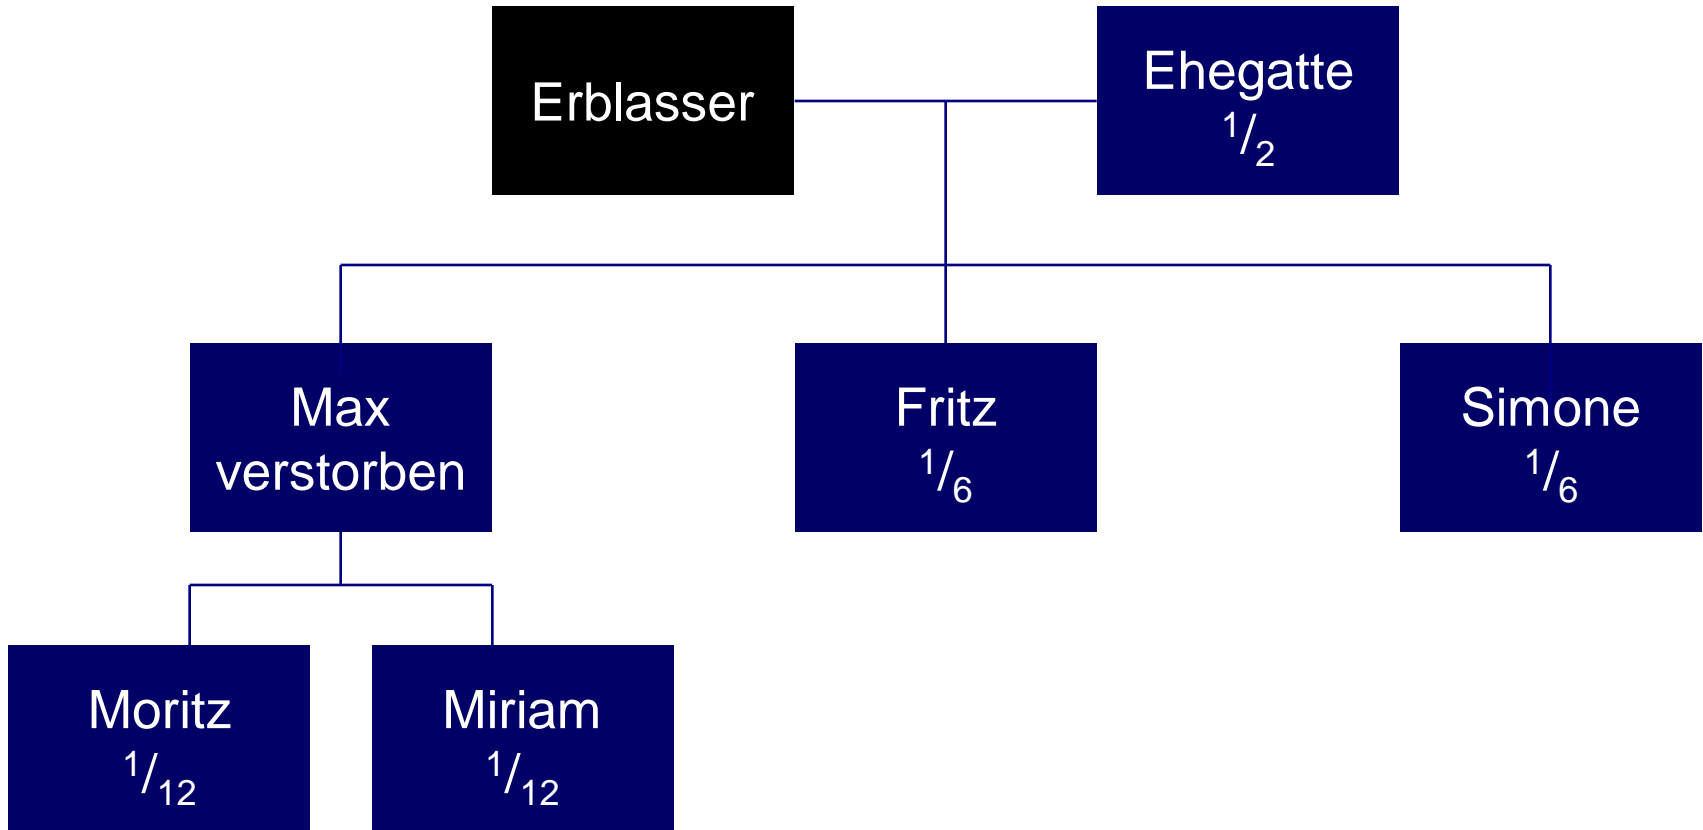 Erblasser
Ehegatte
1/2
Max
verstorben
Fritz
1/6
Simone
1/6
Moritz
1/12
Miriam
1/12